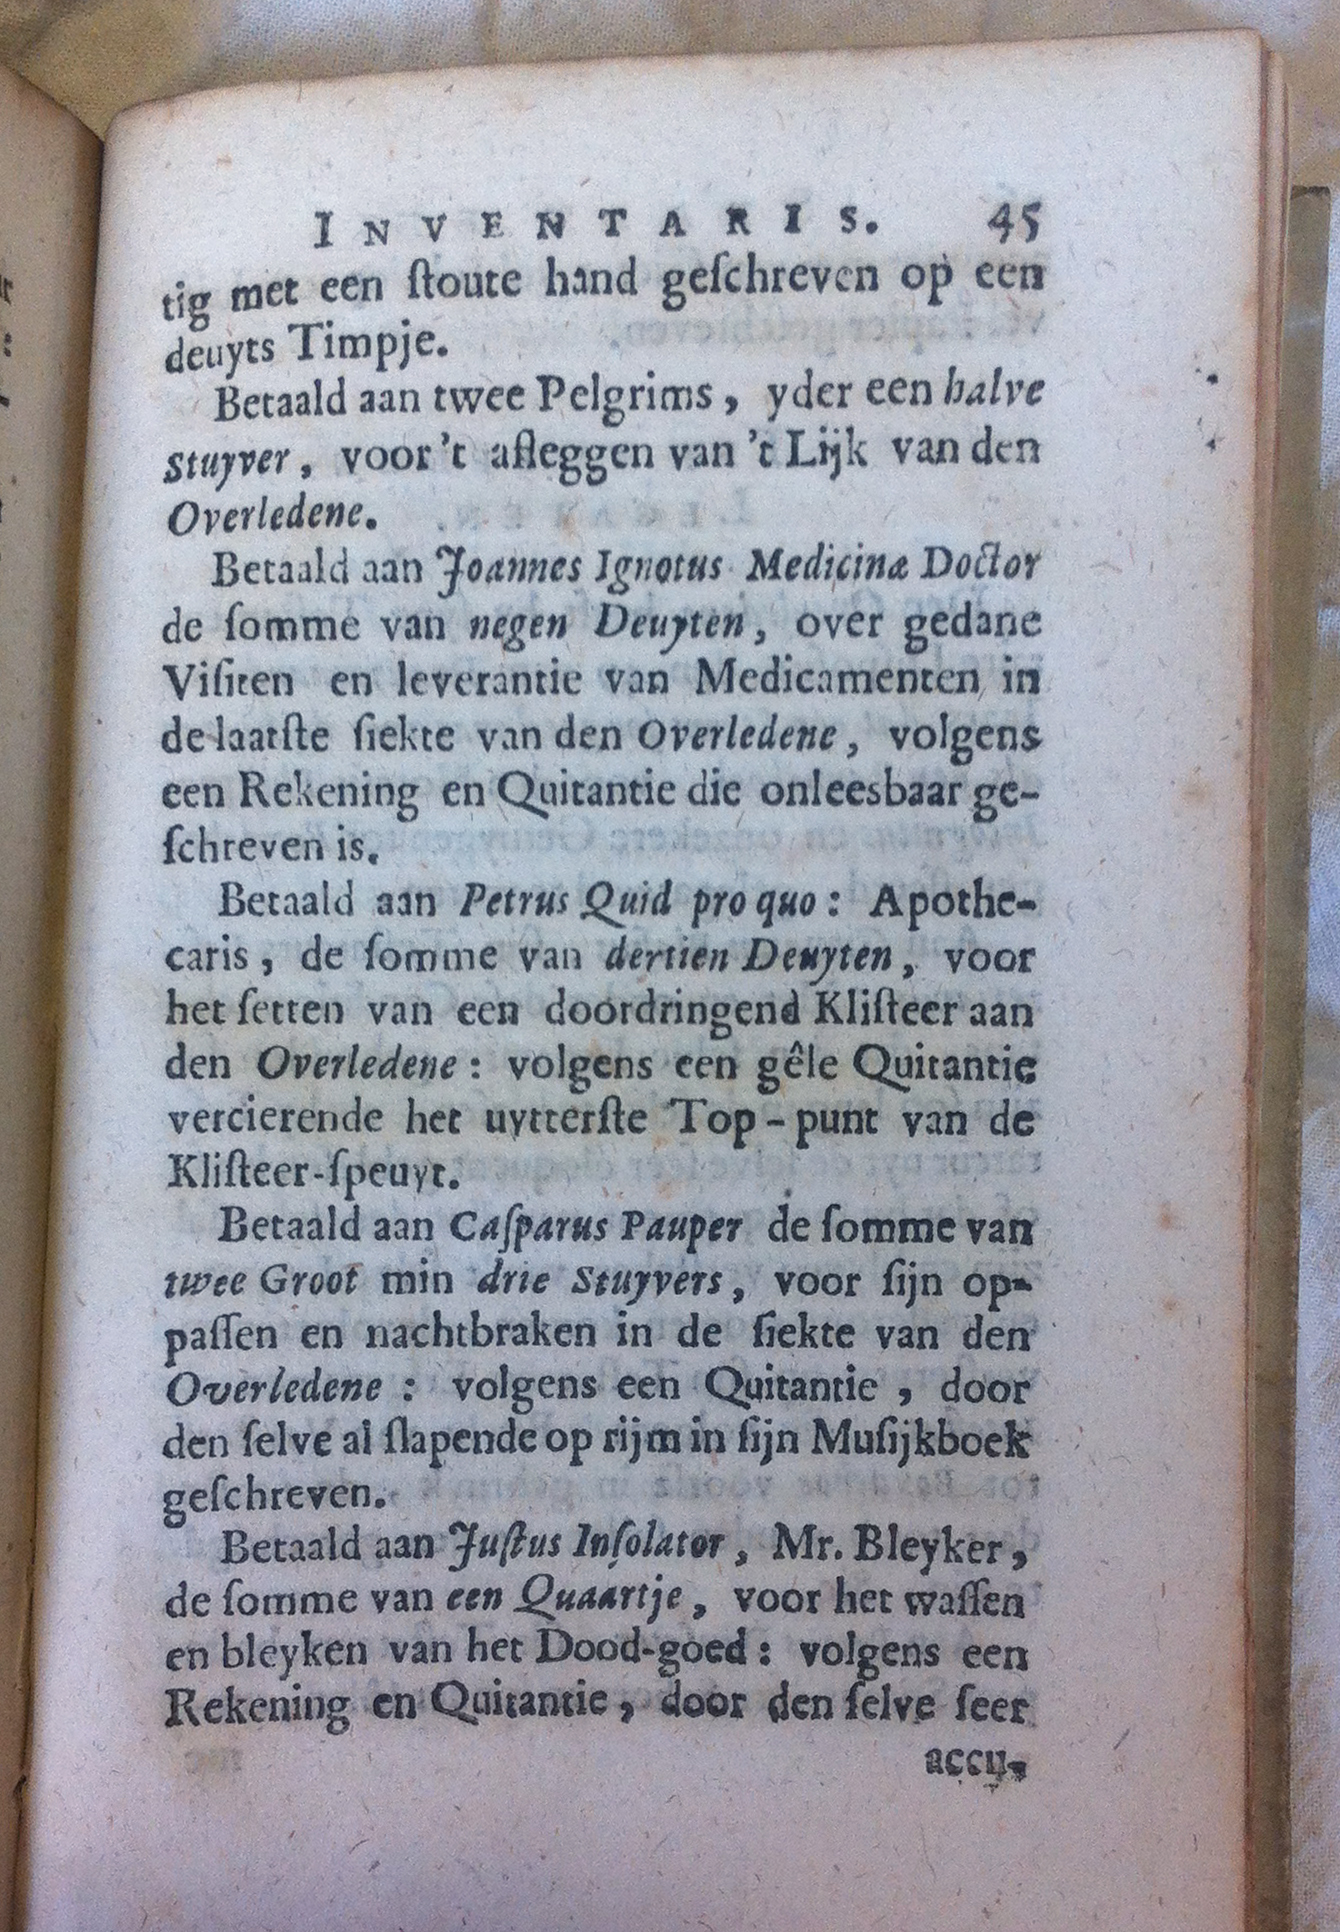 INVENTARIS. 45
tig met een ſtoute hand geſchreven op een
deuyts Timpje.
Betaald aan twee Pelgrims, yder een halve
stuyver, voor 't afleggen van 't Lijk van den
Overledene.
Betaald aan Joannes Ignotus Medicinæ Doctor
de ſomme van negen Deuyten, over gedane
Viſiten en leverantie van Medicamenten in
de laatſte ſiekte van den Overledene, volgens
een Rekening en Quitantie die onleesbaar ge-
ſchreven is.
Betaald aan Petrus Quid pro quo: Apothe-
caris, de ſomme van dertien Deuyten, voor
het ſetten van een doordringend Kliſteer aan
den Overledene: volgens een gêle Quitantie
vercierende het uytterſte Top-punt van de
Kliſteer-ſpeuyt.
Betaald aan Caſparus Pauper de ſomme van
twee Groot min drie Stuyvers, voor ſijn op-
paſſen en nachtbraken in de ſiekte van den
Overledene: volgens een Quitantie, door
den ſelve al ſlapende op rijm in ſijn Muſijkboek
geſchreven.
Betaald aan Juſtus Inſolator, Mr. Bleyker,
de ſomme van een Quaartje, voor het waſſen
en bleyken van het Dood-goed: volgens een
Rekening en Quitantie, door den ſelve ſeer
accu-